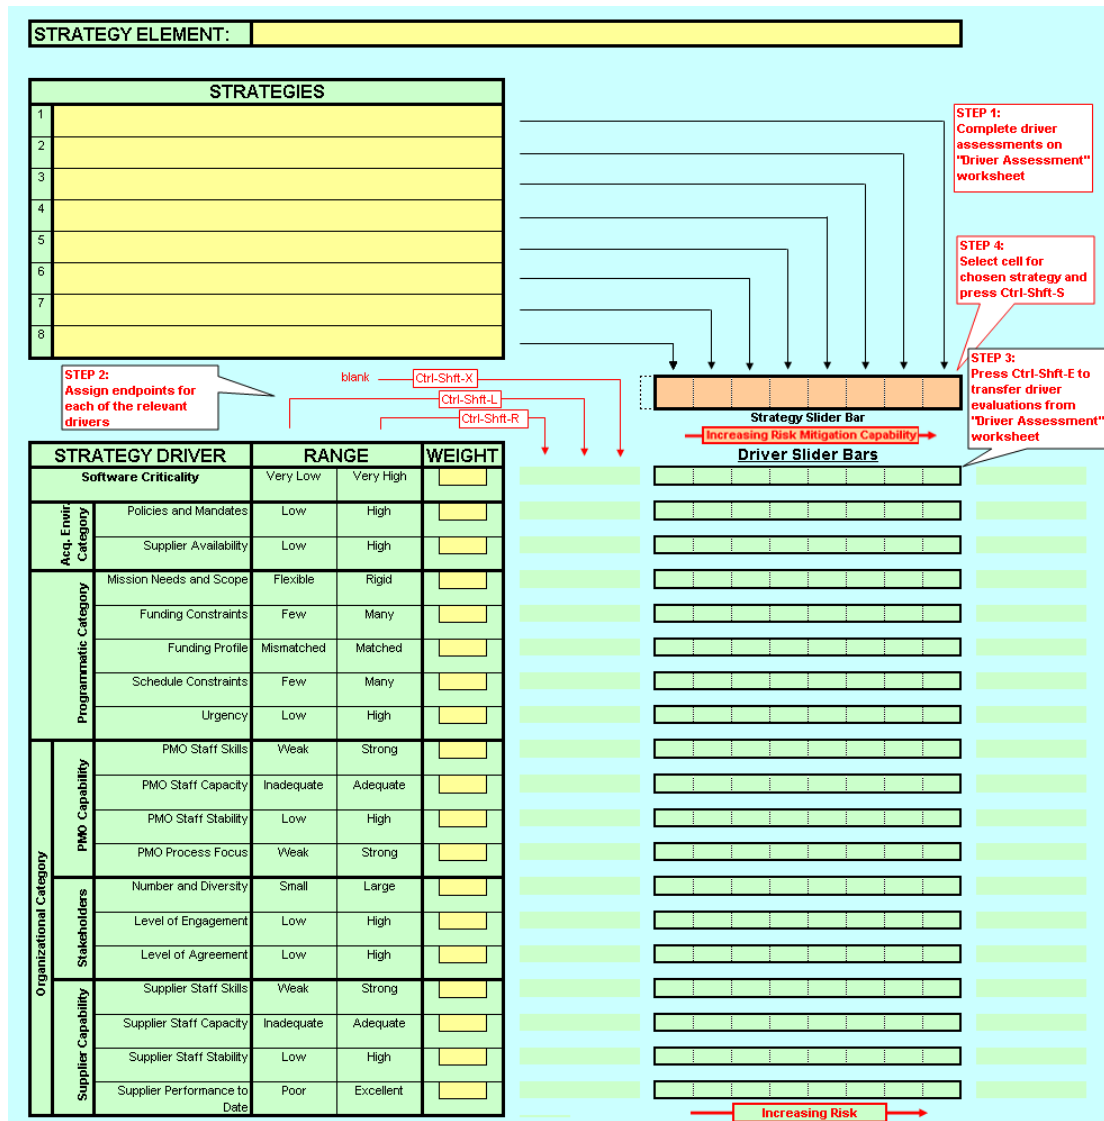 STRATEGY ELEMENT:
STRATEGIES
1
2
3
4
5
6
7
8
STEP 1:
Complete driver
assessments on
"Driver Assessment"
worksheet
STEP 4:
Select cell for
chosen strategy and
press Ctrl-Shft-S
STEP 2:
Assign endpoints for
each of the relevant
drivers
blank
Ctrl-Shft-X
Ctrl-Shft-L
Ctrl-Shft-R
STEP 3:
Press Ctrl-Shft-E to
transfer driver
evaluations from
"Driver Assessment"
worksheet
Strategy Slider Bar
Increasing Risk Mitigation Capability
Driver Slider Bars
STRATEGY DRIVER RANGE WEIGHT
Software Criticality Very Low Very High
Acq. Envir
Category
Policies and Mandates Low High
Supplier Availability Low High
Programmatic Category
Mission Needs and Scope Flexible Rigid
Funding Constraints Few Many
Funding Profile Mismatched Matched
Schedule Constraints Few Many
Urgency Low High
Organizational Category
PMO Capability
PMO Staff Skills Weak Strong
PMO Staff Capacity Inadequate Adequate
PMO Staff Stability Low High
PMO Process Focus Weak Strong
Stakeholders
Number and Diversity Small Large
Level of Engagement Low High
Level of Agreement Low High
Supplier Capability
Supplier Staff Skills Weak Strong
Supplier Staff Capacity Inadequate Adequate
Supplier Staff Stability Low High
Supplier Performance to Poor Excellent
Date
Increasing Risk